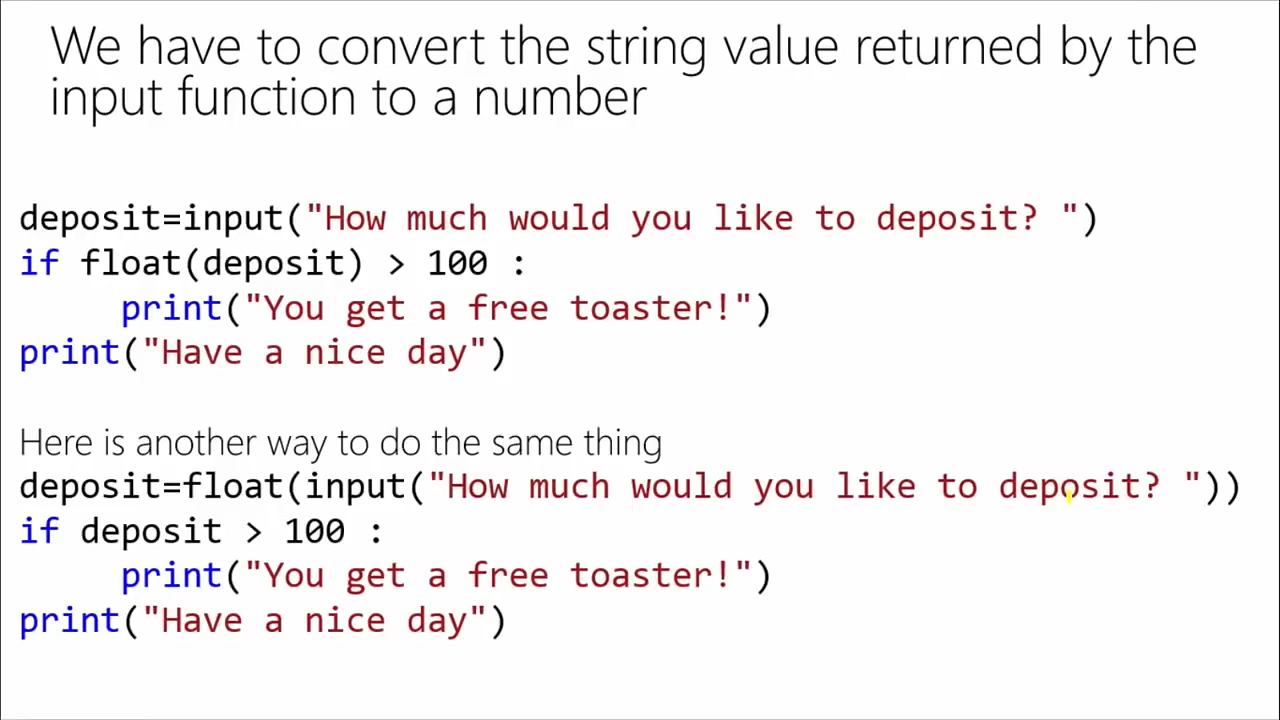 We have to convert the string value returned by the
input function to a number
deposit=input("How much would you like to deposit? ")
if float(deposit) > 100 :
     print("You get a free toaster!")
print("Have a nice day")
Here is another way to do the same thing
deposit=float(input("How much would you like to deposit? "))
if deposit > 100 :
     print("You get a free toaster!")
print("Have a nice day")